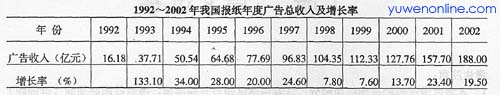 yuwenonline.com
1992～2002年我国报纸年度广告总收入及增长率
年 份 1992 1993 1994 1995 1996 1997 1998 1999 2000 2001 2002
广告收入(亿元) 16.18 37.71 50.54 64.68 77.69 96.83 104.35 112.33 127.76 157.70 188.00
增长率 (%) 133.10 34.00 28.00 20.00 24.60 7.80 7.60 13.70 23.40 19.50